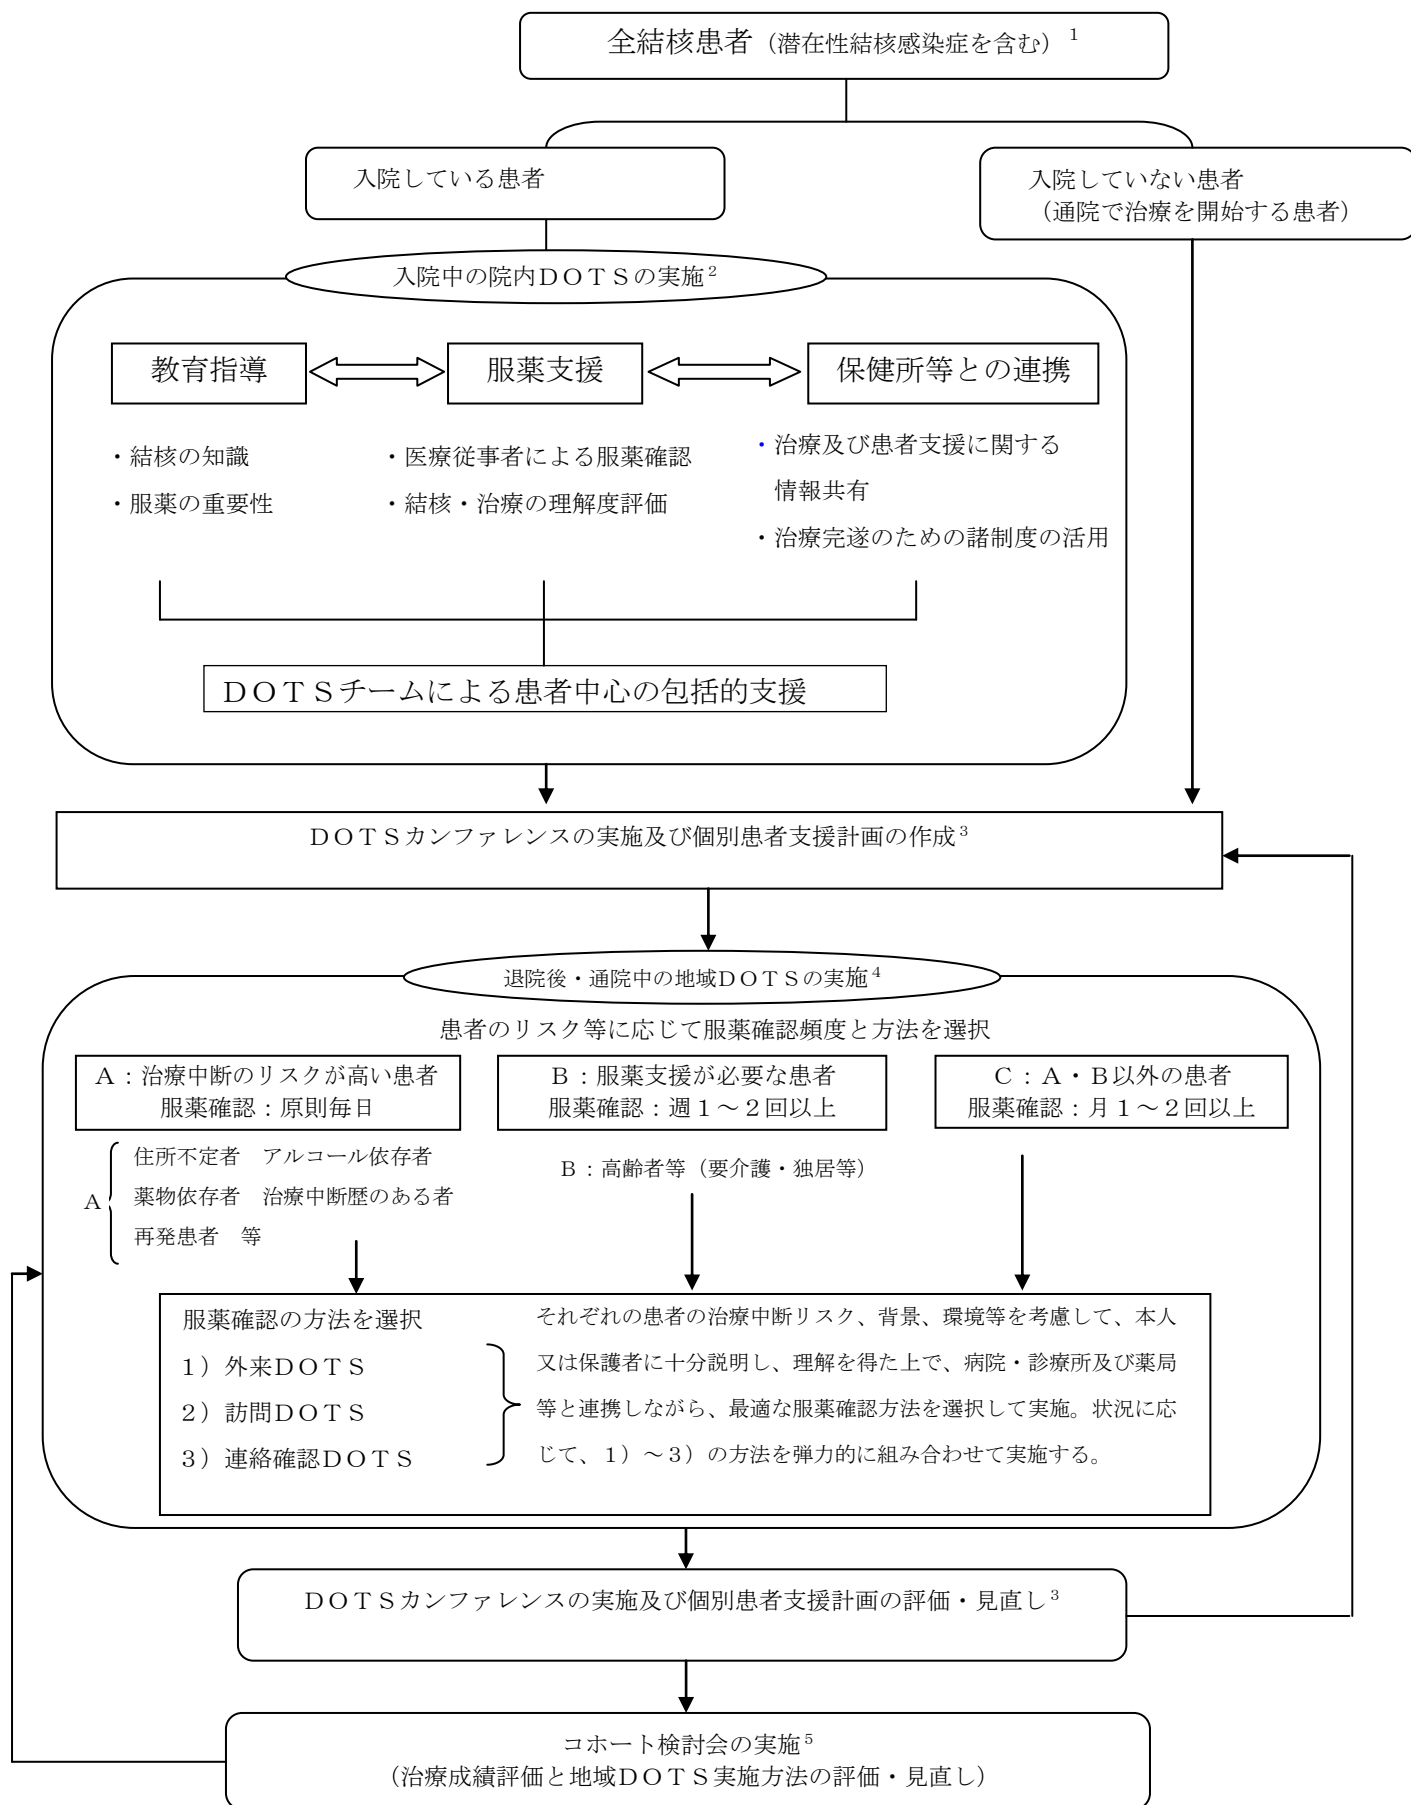 全結核患者（潜在性結核感染症を含む）¹
入院している患者
入院していない患者
（通院で治療を開始する患者）
入院中の院内ＤＯＴＳの実施²
教育指導
服薬支援
保健所等との連携
・結核の知識
・服薬の重要性
・医療従事者による服薬確認
・結核・治療の理解度評価
・治療及び患者支援に関する
情報共有
・治療完遂のための諸制度の活用
ＤＯＴＳチームによる患者中心の包括的支援
ＤＯＴＳカンファレンスの実施及び個別患者支援計画の作成³
退院後・通院中の地域ＤＯＴＳの実施⁴
患者のリスク等に応じて服薬確認頻度と方法を選択
Ａ：治療中断のリスクが高い患者
服薬確認：原則毎日
Ｂ：服薬支援が必要な患者
服薬確認：週１～２回以上
Ｃ：Ａ・Ｂ以外の患者
服薬確認：月１～２回以上
Ａ
住所不定者　アルコール依存者
薬物依存者　治療中断歴のある者
再発患者　等
Ｂ：高齢者等（要介護・独居等）
服薬確認の方法を選択
１）外来ＤＯＴＳ
２）訪問ＤＯＴＳ
３）連絡確認ＤＯＴＳ
それぞれの患者の治療中断リスク、背景、環境等を考慮して、本人
又は保護者に十分説明し、理解を得た上で、病院・診療所及び薬局
等と連携しながら、最適な服薬確認方法を選択して実施。状況に応
じて、１）～３）の方法を弾力的に組み合わせて実施する。
ＤＯＴＳカンファレンスの実施及び個別患者支援計画の評価・見直し³
コホート検討会の実施⁵
（治療成績評価と地域ＤＯＴＳ実施方法の評価・見直し）